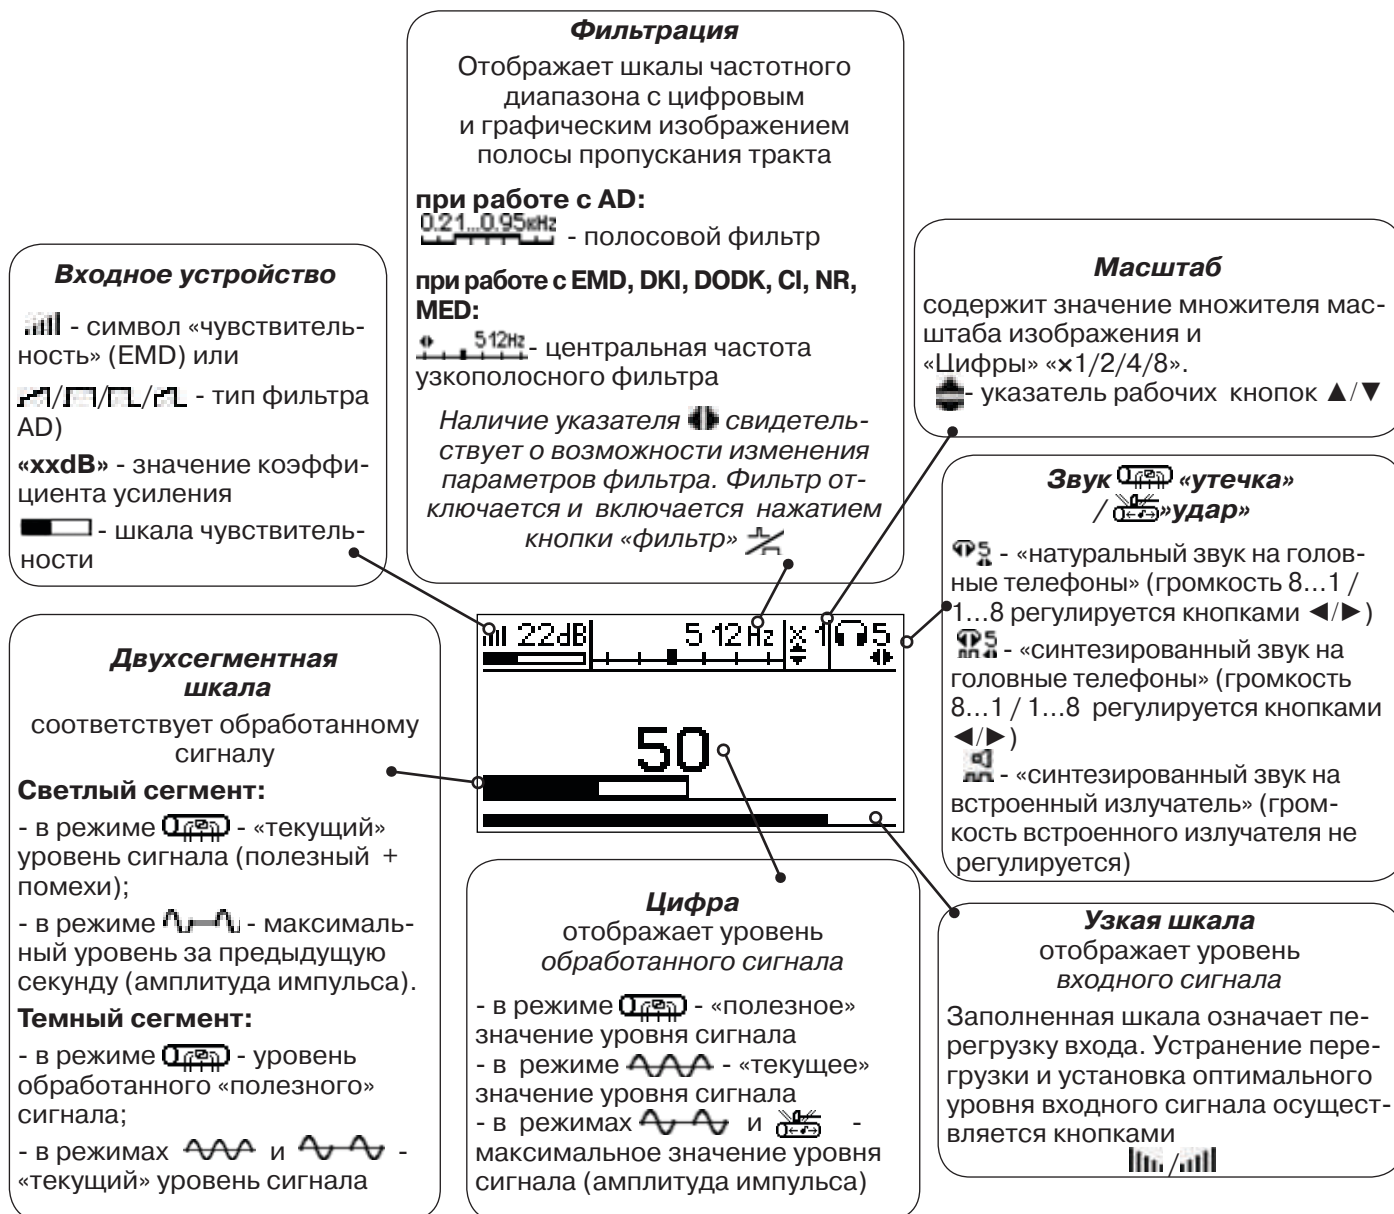 Фильтрация
Отображает шкалы частотного
диапазона с цифровым
и графическим изображением
полосы пропускания тракта
при работе с AD:
0.21...0.95кHz - полосовой фильтр
при работе с EMD, DKI, DODK, CI, NR,
MED:
512Hz - центральная частота
узкополосного фильтра
Наличие указателя свидетель-
ствует о возможности изменения
параметров фильтра. Фильтр от-
ключается и включается нажатием
кнопки «фильтр»
Входное устройство
- символ «чувствитель-
ность» (EMD) или
/ / / - тип фильтра
AD)
«xxdB» - значение коэффи-
циента усиления
- шкала чувствитель-
ности
Масштаб
содержит значение множителя мас-
штаба изображения и
«Цифры» «×1/2/4/8».
- указатель рабочих кнопок ▲/▼
Звук «утечка»
/ »удар»
5 - «натуральный звук на голов-
ные телефоны» (громкость 8...1 /
1...8 регулируется кнопками ◄/►)
5 - «синтезированный звук на
головные телефоны» (громкость
8...1 / 1...8 регулируется кнопками
◄/►)
- «синтезированный звук на
встроенный излучатель» (гром-
кость встроенного излучателя не
регулируется)
22dB 512Hz x 1 5
50
Двухсегментная
шкала
соответствует обработанному
сигналу
Светлый сегмент:
- в режиме - «текущий»
уровень сигнала (полезный +
помехи);
- в режиме - максималь-
ный уровень за предыдущую
секунду (амплитуда импульса).
Темный сегмент:
- в режиме - уровень
обработанного «полезного»
сигнала;
- в режимах и -
«текущий» уровень сигнала
Цифра
отображает уровень
обработанного сигнала
- в режиме - «полезное»
значение уровня сигнала
- в режиме - «текущее»
значение уровня сигнала
- в режимах и -
максимальное значение уровня
сигнала (амплитуда импульса)
Узкая шкала
отображает уровень
входного сигнала
Заполненная шкала означает пе-
регрузку входа. Устранение пере-
грузки и установка оптимального
уровня входного сигнала осущест-
вляется кнопками
/